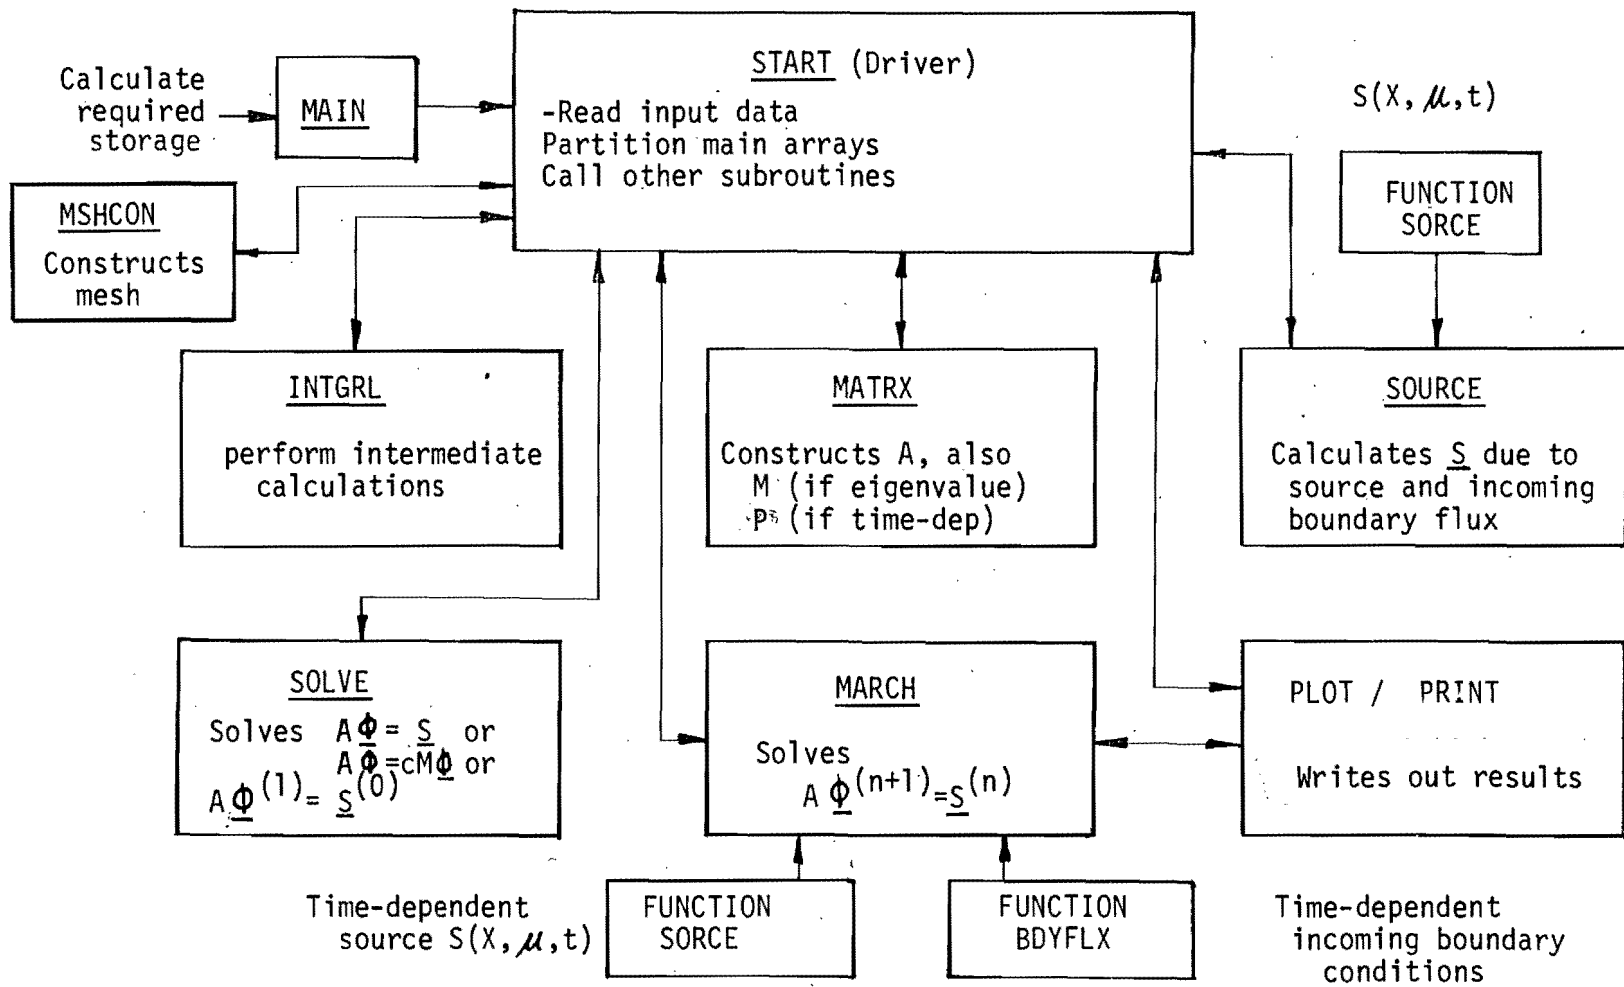 Calculate
required
storage
MAIN
START (Driver)
-Read input data
Partition main arrays
Call other subroutines
S(X, μ, t)
FUNCTION
SORCE
MSHCON
Constructs
mesh
INTGRL
perform intermediate
calculations
MATRX
Constructs A, also
M (if eigenvalue)
P (if time-dep)
SOURCE
Calculates S due to
source and incoming
boundary flux
SOLVE
Solves AΦ = S or
AΦ=cMΦ or
AΦ(1) = S(0)
MARCH
Solves
A Φ(n+1)=S(n)
PLOT / PRINT
Writes out results
Time-dependent
source S(X, μ, t)
FUNCTION
SORCE
FUNCTION
BDYFLX
Time-dependent
incoming boundary
conditions